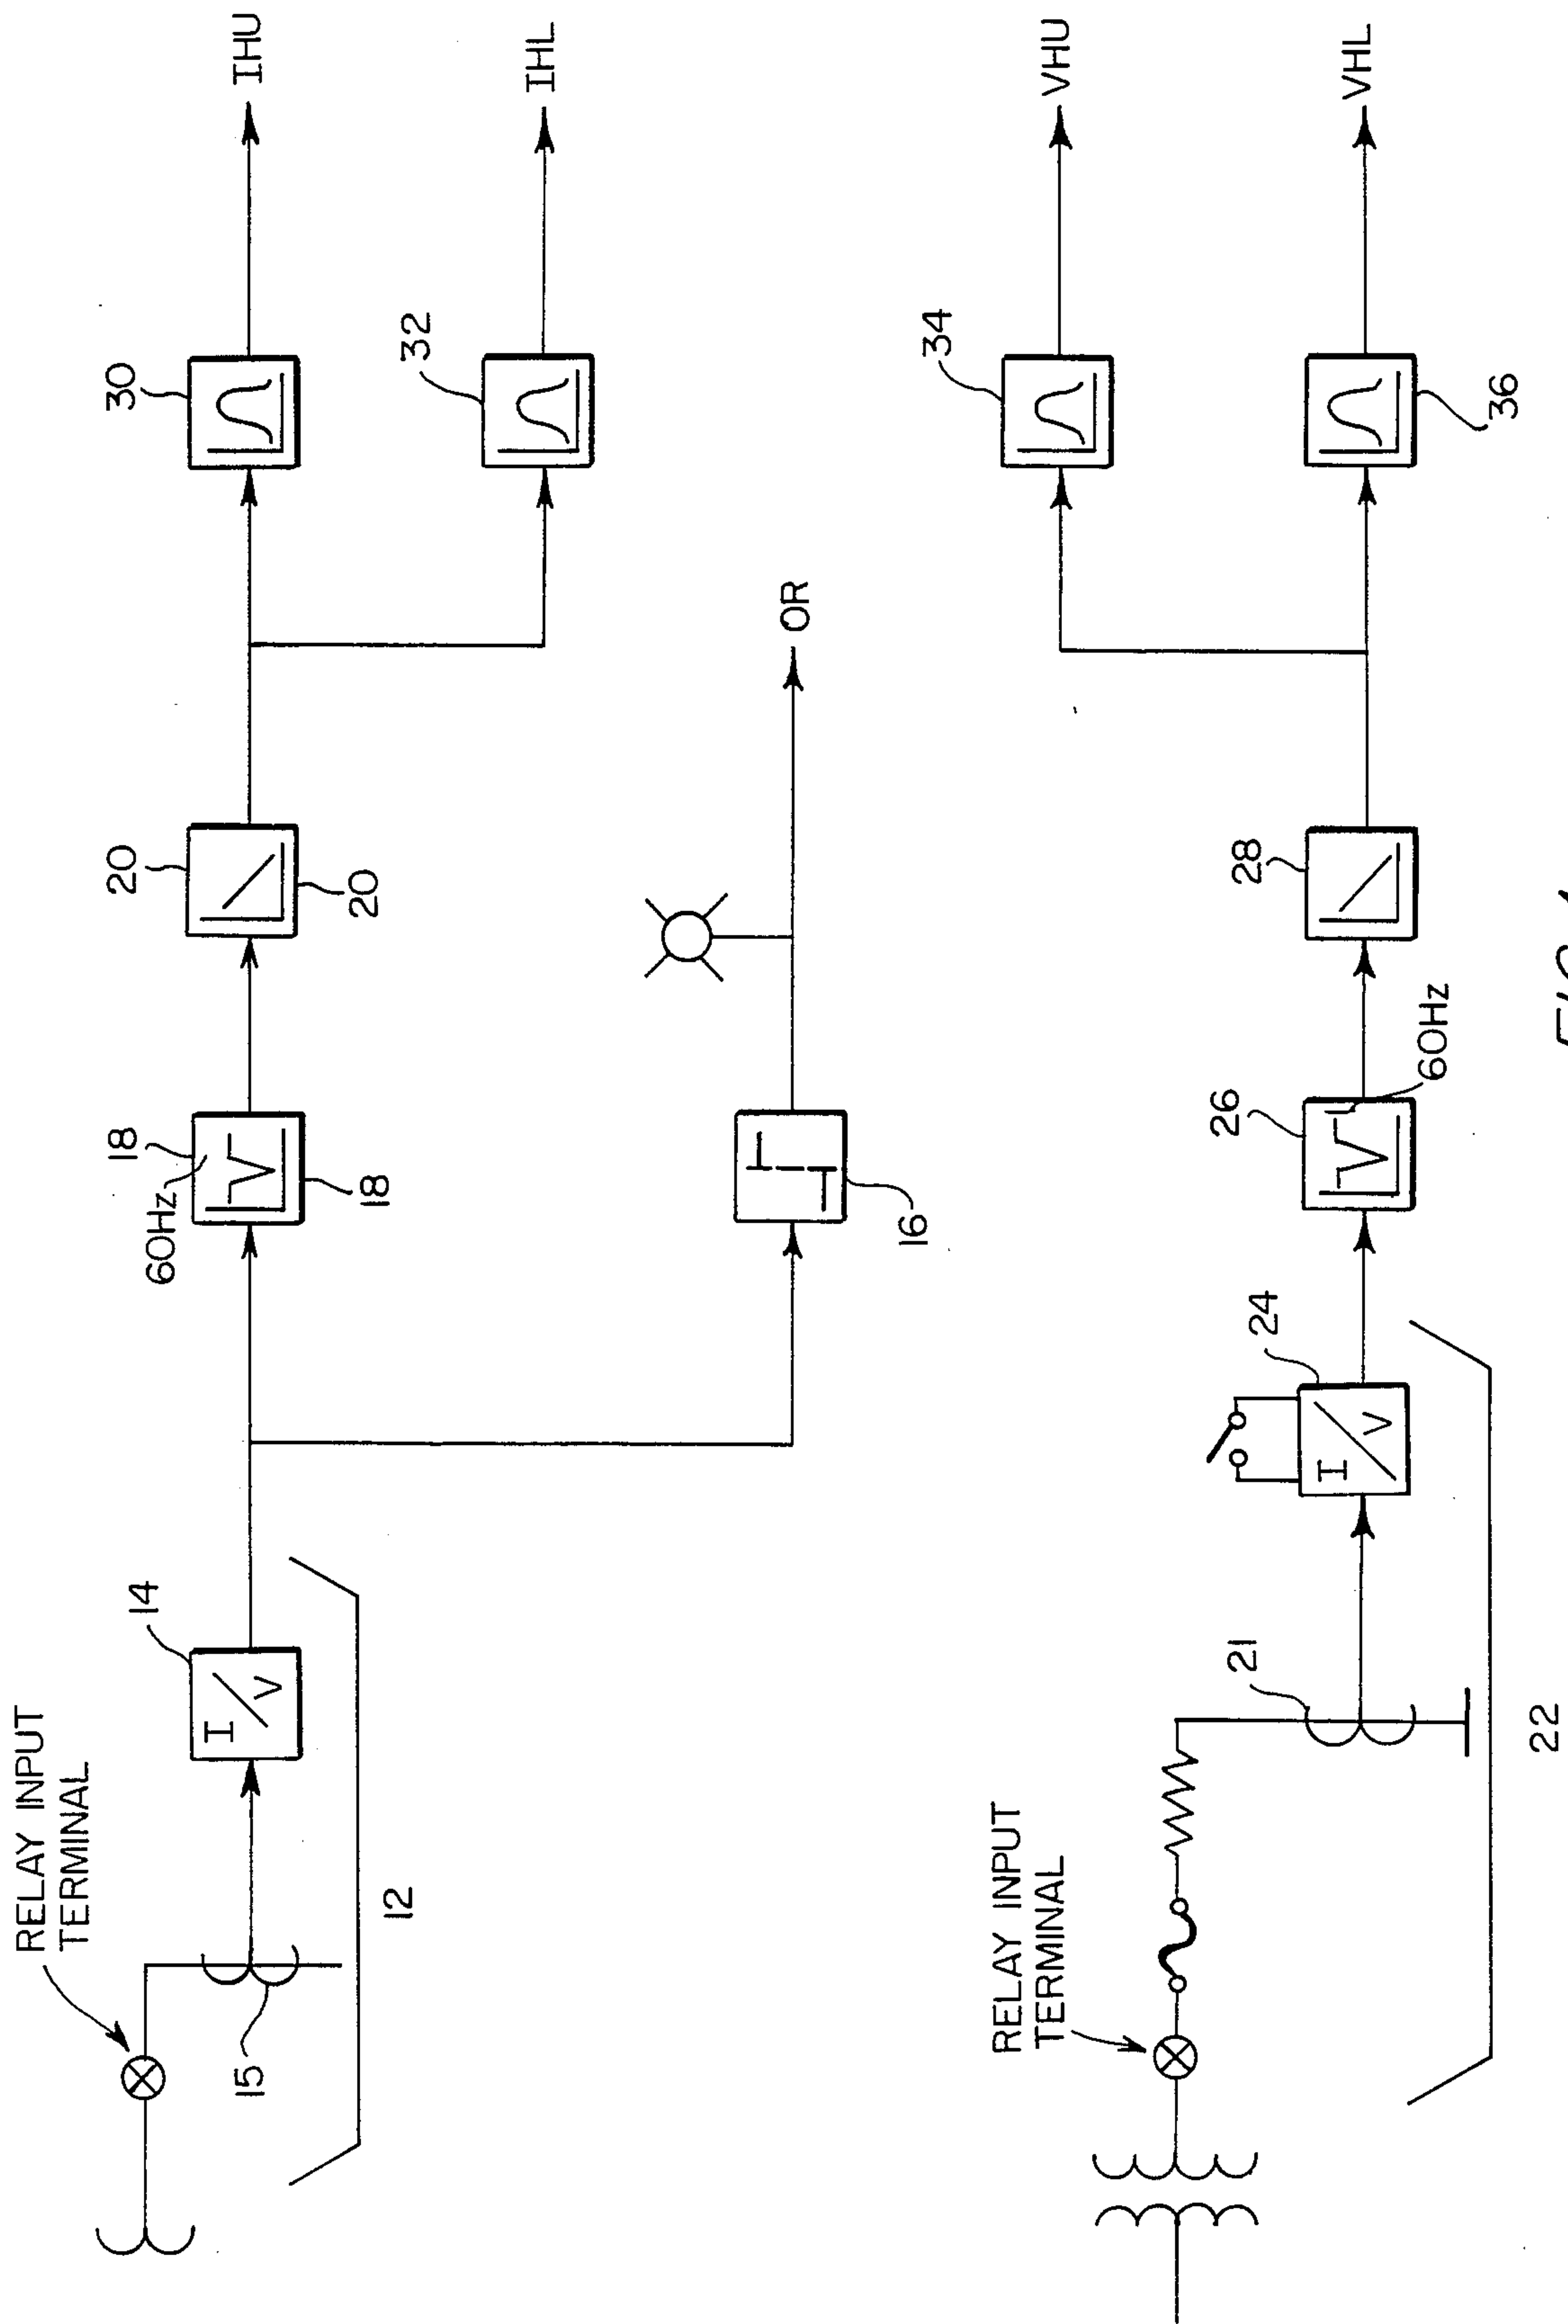 RELAY INPUT
TERMINAL
15
12
14
I
V
60Hz
18
18
20
20
30
IHU
32
IHL
16
OR
RELAY INPUT
TERMINAL
21
22
24
I
V
26
60Hz
28
34
VHU
36
VHL